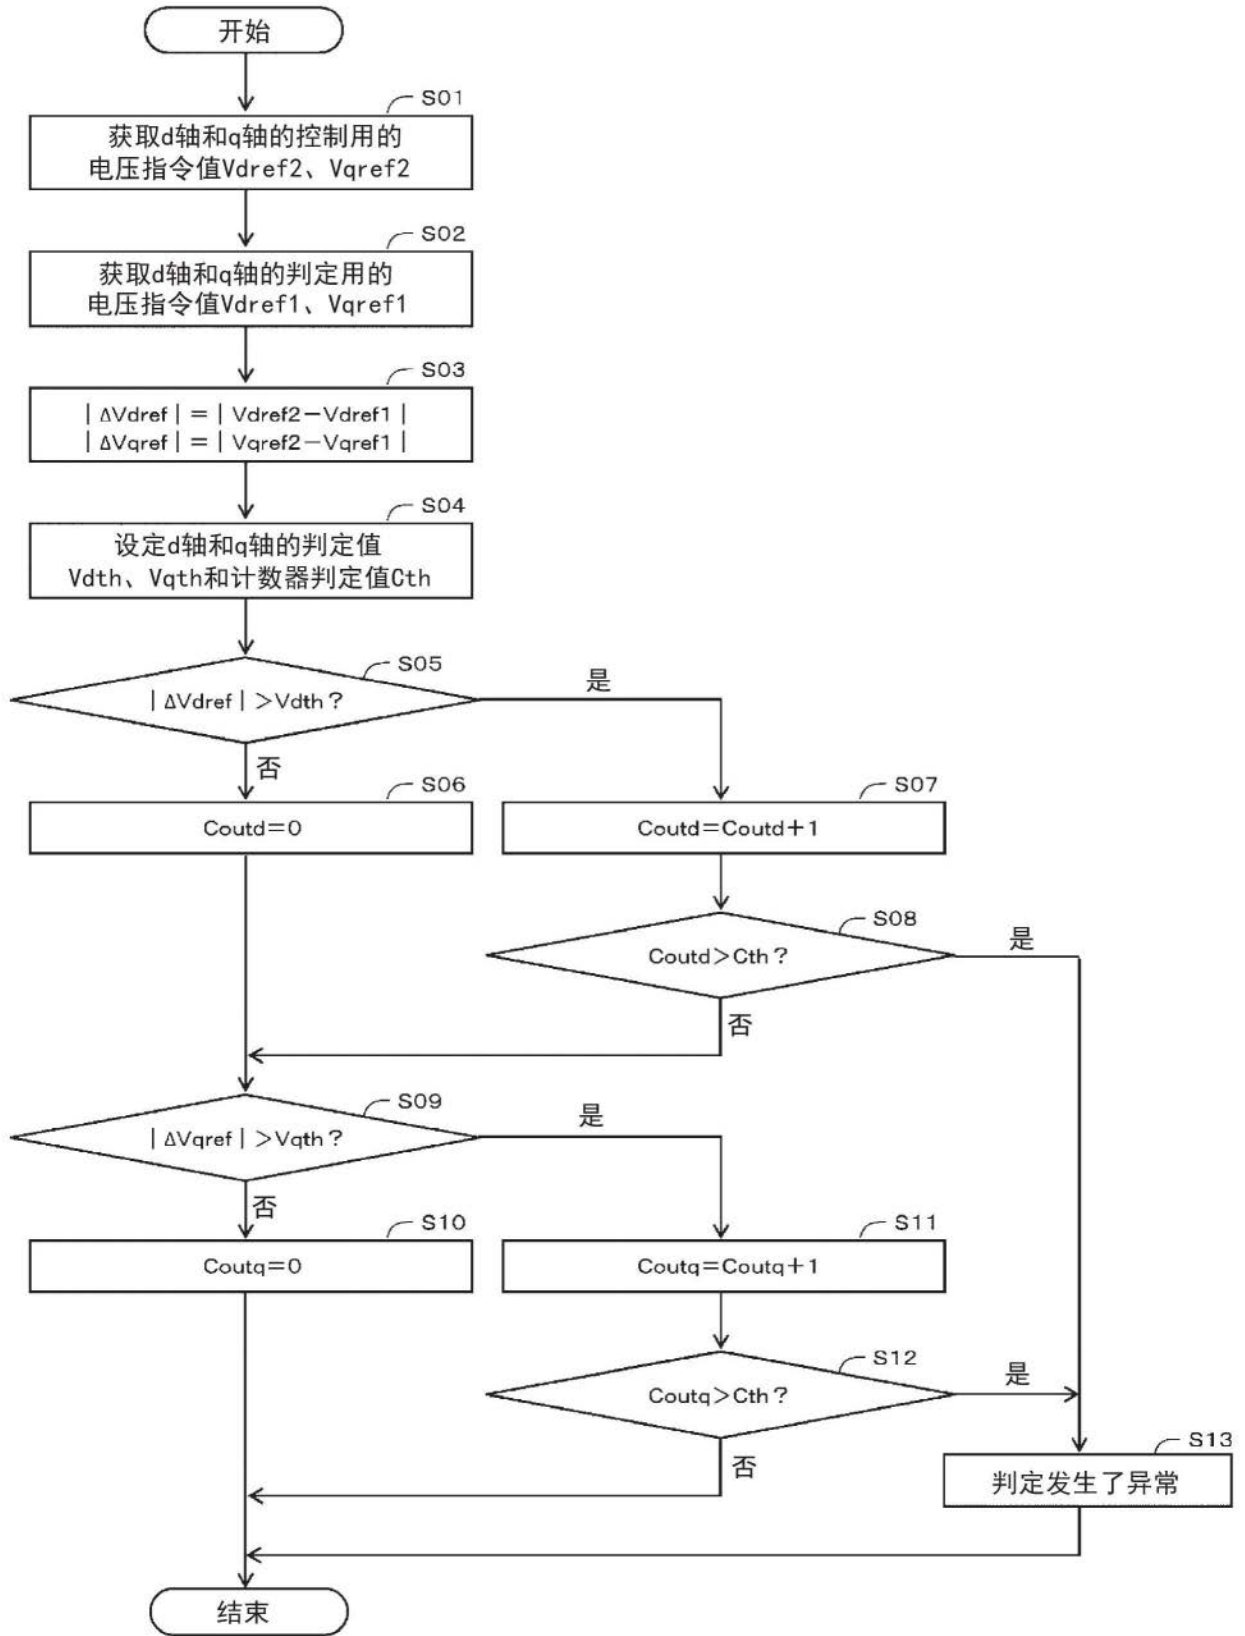 开始
S01
获取d轴和q轴的控制用的
电压指令值Vdref2、Vqref2
S02
获取d轴和q轴的判定用的
电压指令值Vdref1、Vqref1
S03
|ΔVdref|=|Vdref2-Vdref1|
|ΔVqref|=|Vqref2-Vqref1|
S04
设定d轴和q轴的判定值
Vdth、Vqth和计数器判定值Cth
S05
|ΔVdref|>Vdth?
是
否
S06
Coutd=0
S07
Coutd=Coutd+1
S08
Coutd>Cth?
是
否
S09
|ΔVqref|>Vqth?
是
否
S10
Coutq=0
S11
Coutq=Coutq+1
S12
Coutq>Cth?
是
否
S13
判定发生了异常
结束